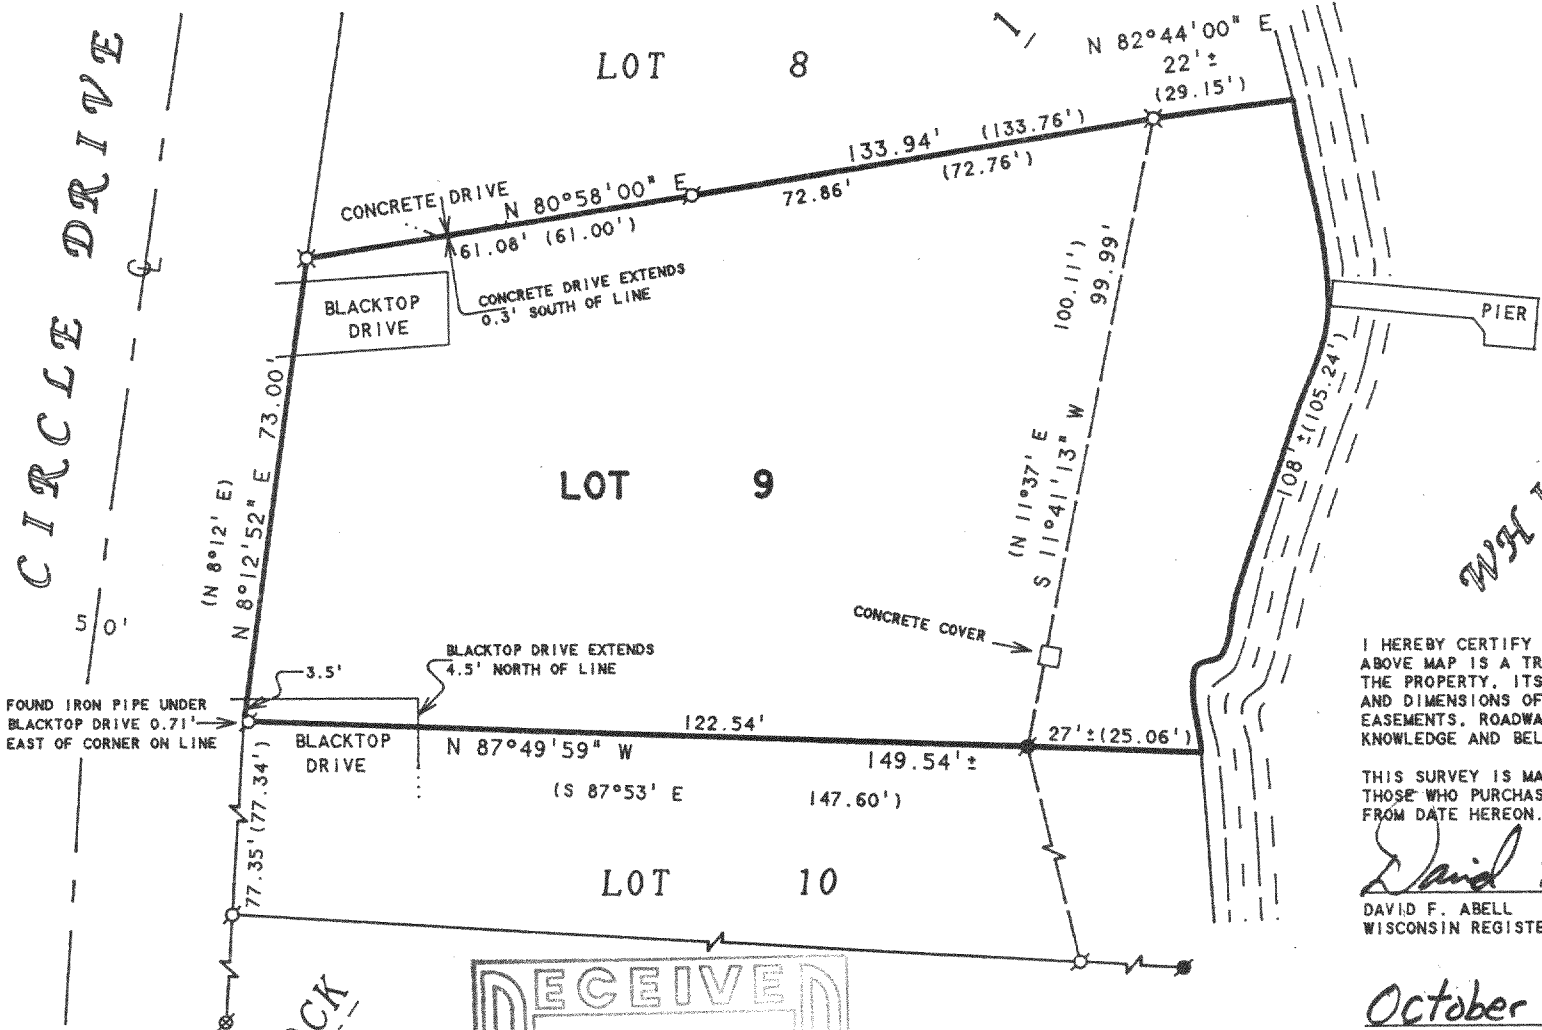 CIRCLE DRIVE
LOT 8
N 82°44'00" E
22'±
(29.15')
133.94' (133.76')
72.86' (72.76')
CONCRETE DRIVE
N 80°58'00" E
61.08' (61.00')
CONCRETE DRIVE EXTENDS
0.3' SOUTH OF LINE
BLACKTOP
DRIVE
PIER
(N 8°12' E)
N 8°12'52" E 73.00'
LOT 9
(N 11°37' E 100.11')
S 11°41'13" W 99.99'
108'±(105.24')
WH
50'
CONCRETE COVER
3.5'
BLACKTOP DRIVE EXTENDS
4.5' NORTH OF LINE
FOUND IRON PIPE UNDER
BLACKTOP DRIVE 0.71'
EAST OF CORNER ON LINE
BLACKTOP
DRIVE
122.54'
N 87°49'59" W 149.54'±
27'±(25.06')
(S 87°53' E 147.60')
77.35'(77.34')
LOT 10
I HEREBY CERTIFY
ABOVE MAP IS A TR
THE PROPERTY, ITS
AND DIMENSIONS OF
EASEMENTS, ROADWA
KNOWLEDGE AND BEL
THIS SURVEY IS MA
THOSE WHO PURCHAS
FROM DATE HEREON.
David
DAVID F. ABELL
WISCONSIN REGISTE
October
OCK
RECEIVED